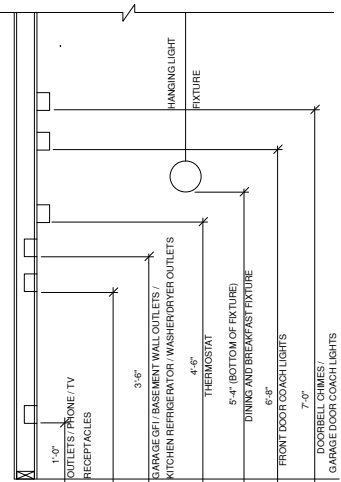 HANGING LIGHT
FIXTURE
1'-0"
OUTLETS / PHONE / TV
RECEPTACLES
3'-6"
GARAGE GFI / BASEMENT WALL OUTLETS /
KITCHEN REFRIGERATOR / WASHER/DRYER OUTLETS
4'-6"
THERMOSTAT
5'-4" (BOTTOM OF FIXTURE)
DINING AND BREAKFAST FIXTURE
6'-8"
FRONT DOOR COACH LIGHTS
7'-0"
DOORBELL CHIMES /
GARAGE DOOR COACH LIGHTS